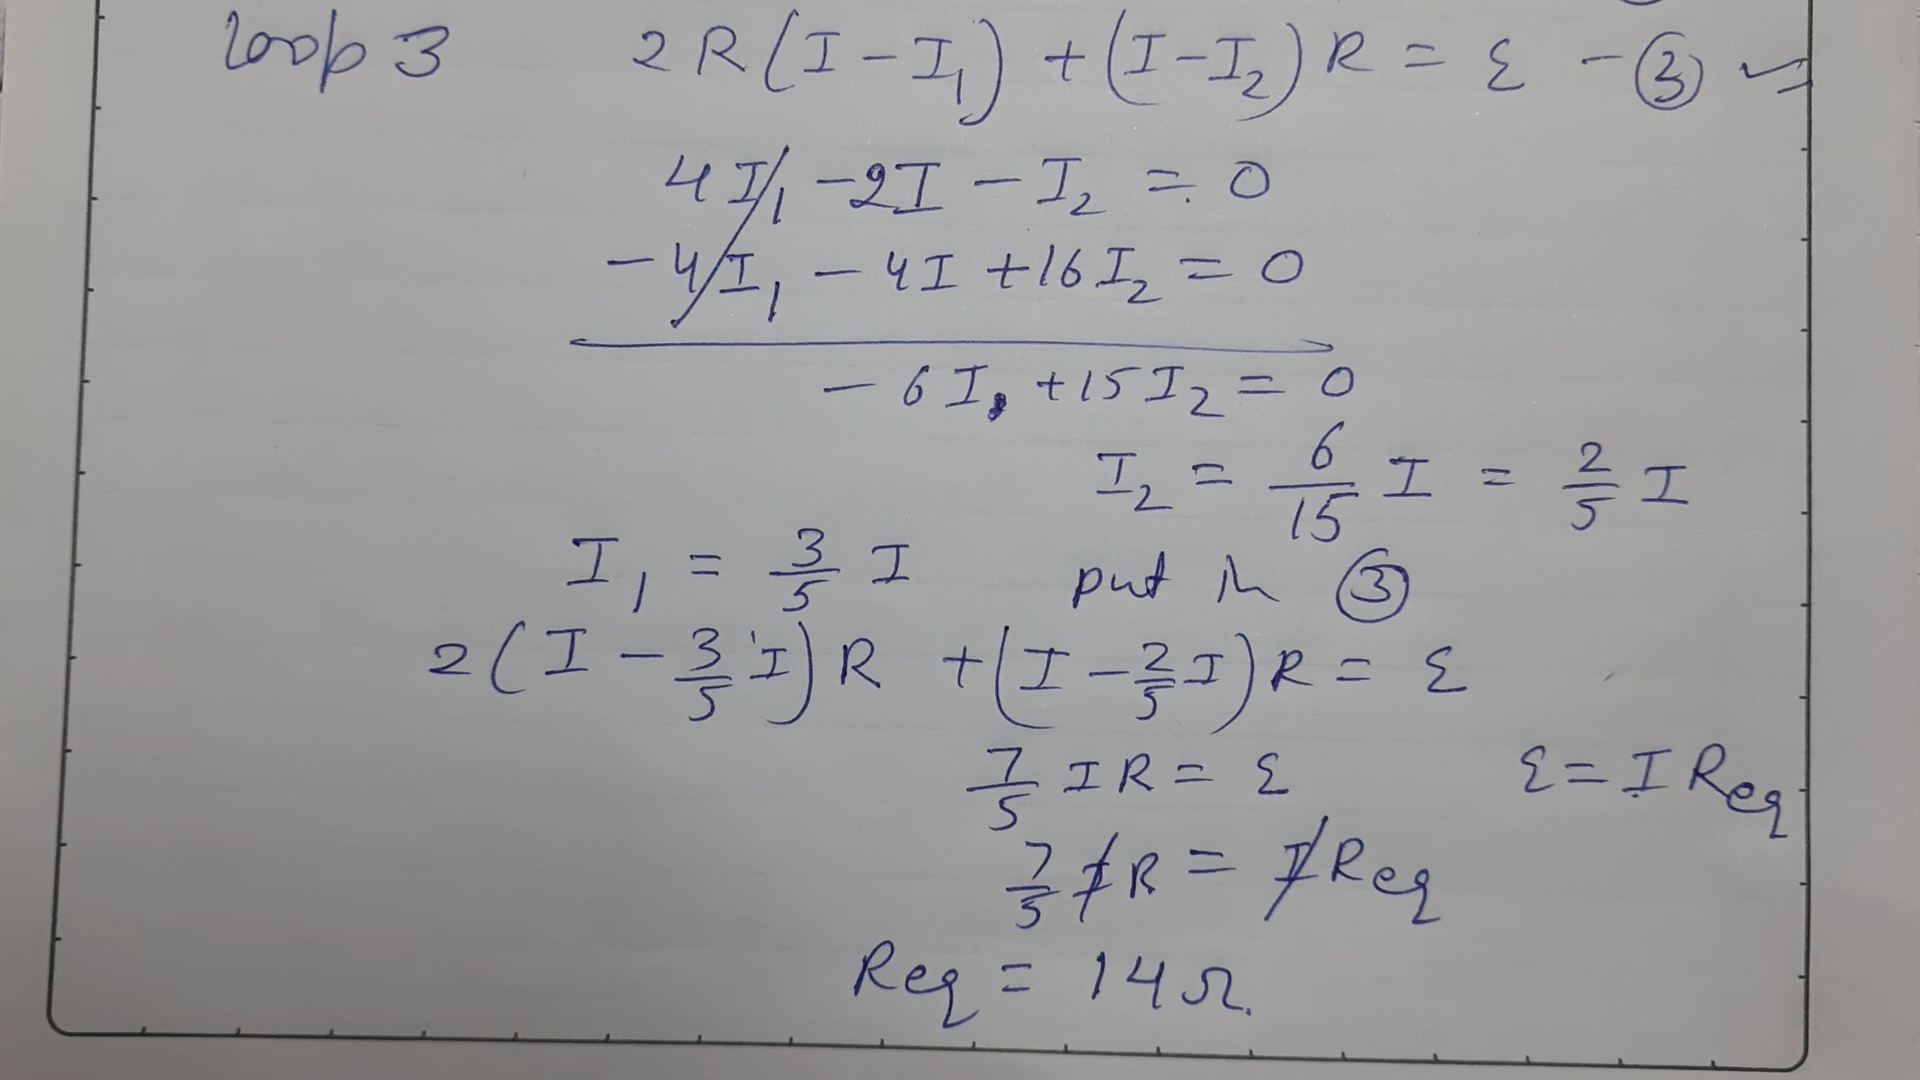 loop 3 2R(I-I₁) + (I-I₂)R = ε - ③ ✓
4I₁ - 2I - I₂ = 0
-4I₁ - 4I + 16I₂ = 0
- 6I + 15I₂ = 0
I₂ = 6/15 I = 2/5 I
I₁ = 3/5 I put in ③
2(I - 3/5 I)R + (I - 2/5 I)R = ε
7/5 IR = ε ε = IReq
7/5 IR = IReq
Req = 14Ω.